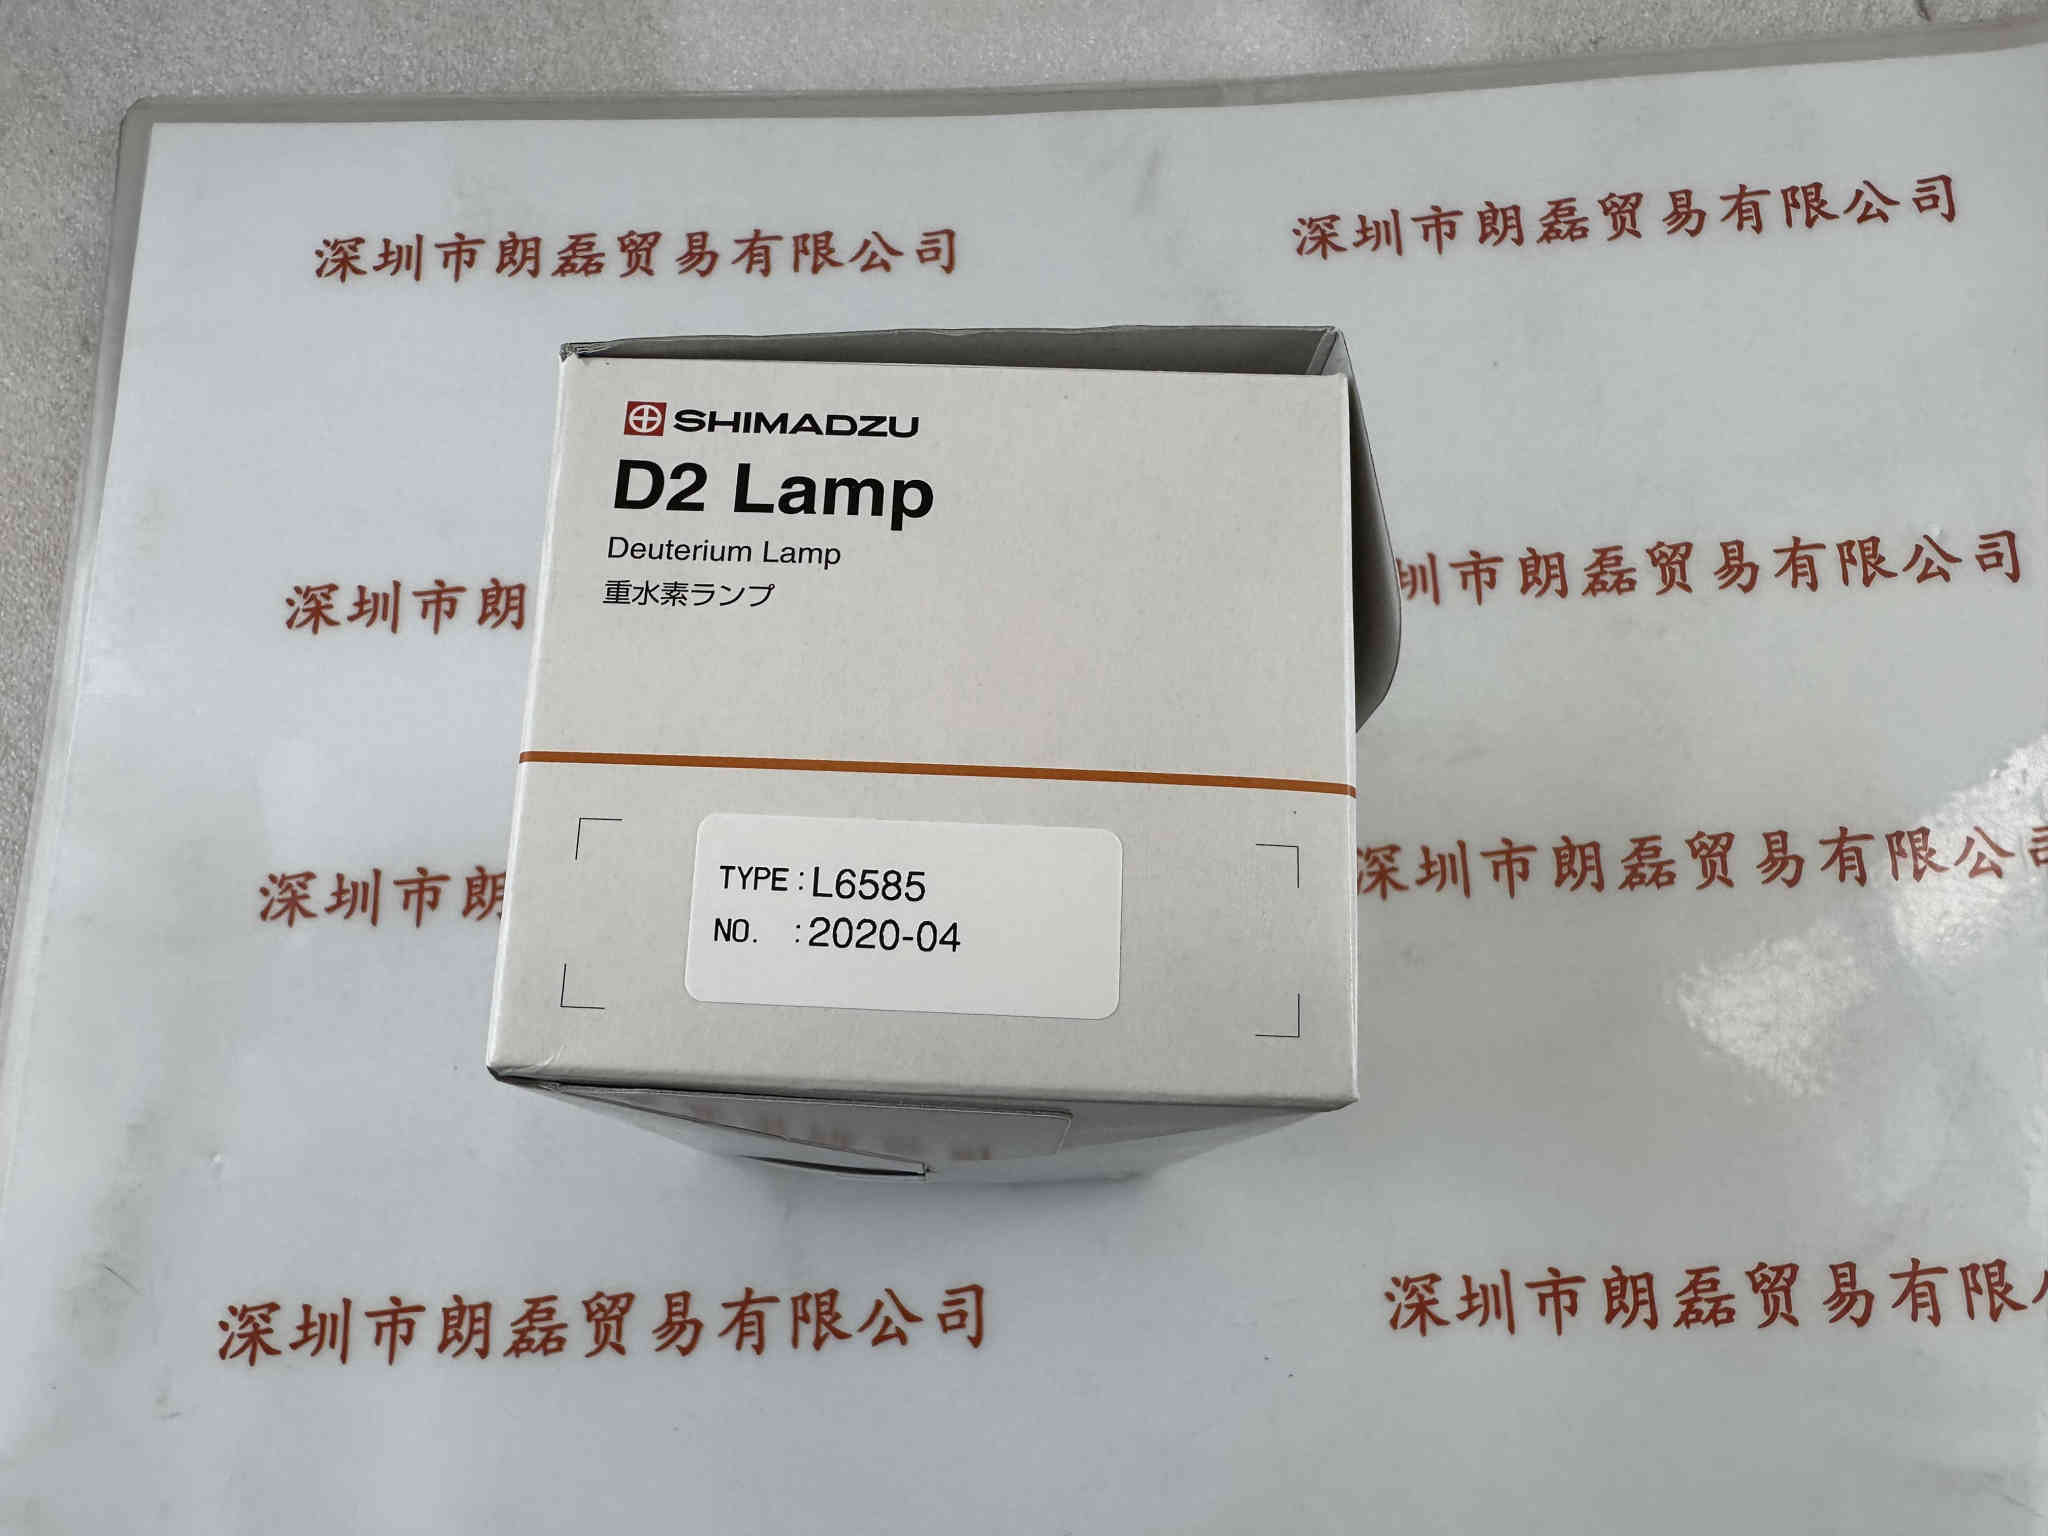 深圳市朗磊贸易有限公司
深圳市朗磊贸易有限公司
SHIMADZU
D2 Lamp
Deuterium Lamp
重水素ランプ
深圳市朗
圳市朗磊贸易有限公司
TYPE:L6585
NO. :2020-04
深圳市朗
深圳市朗磊贸易有限公司
深圳市朗磊贸易有限公司
深圳市朗磊贸易有限